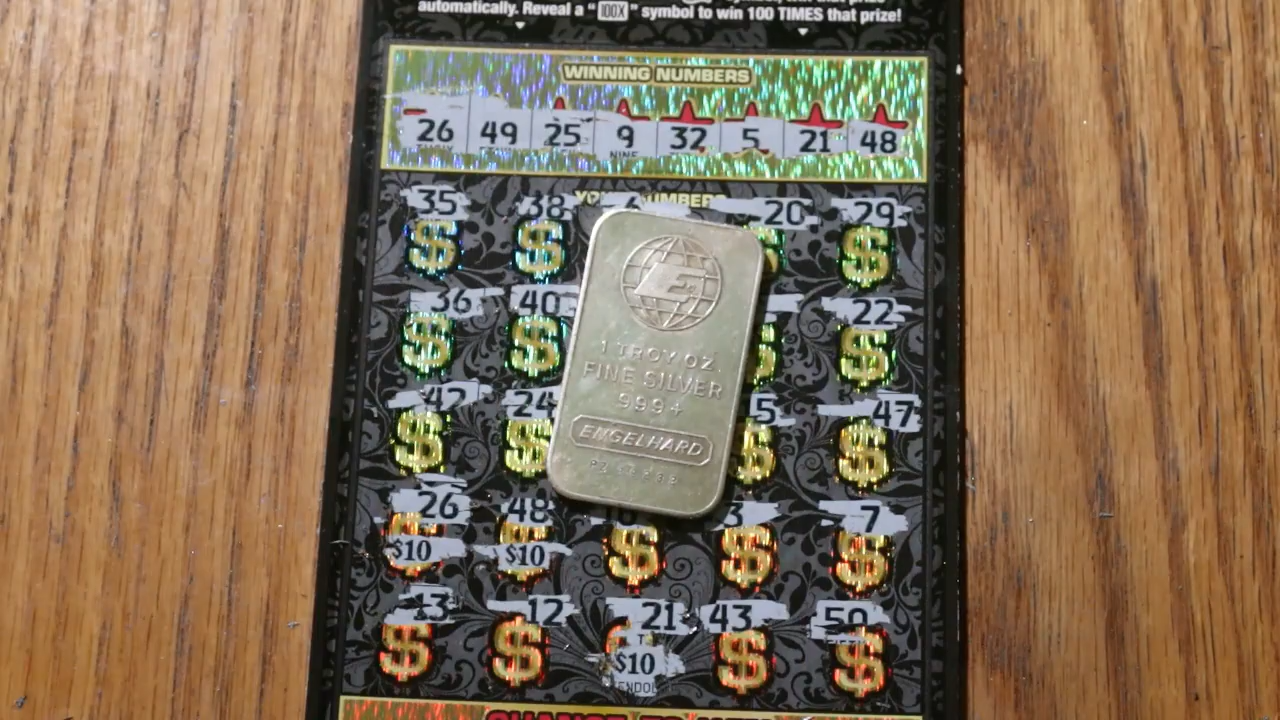 automatically. Reveal a "100X" symbol to win 100 TIMES that prize!
WINNING NUMBERS
26 49 25 9 32 5 21 48
NINE
35 38 20 29
36 40 22
42 24 5 47
26 48 3 7
$10 $10
13 12 21 43 50
$10
E
1 TROY OZ.
FINE SILVER
999+
ENGELHARD